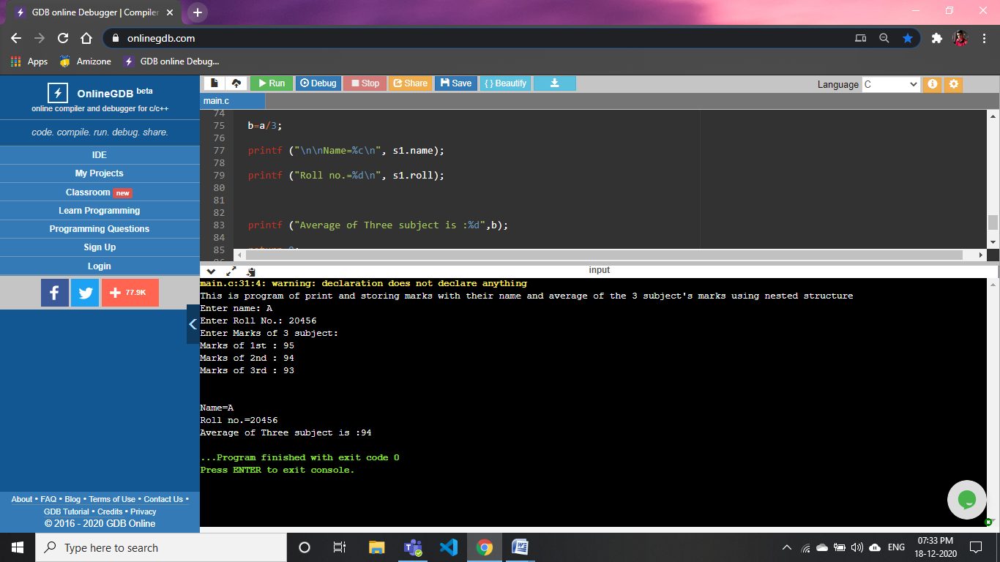 GDB online Debugger | Compiler
onlinegdb.com
Apps
Amizone
GDB online Debug...
OnlineGDB beta
online compiler and debugger for c/c++
code. compile. run. debug. share.
IDE
My Projects
Classroom new
Learn Programming
Programming Questions
Sign Up
Login
77.9K
About • FAQ • Blog • Terms of Use • Contact Us •
GDB Tutorial • Credits • Privacy
© 2016 - 2020 GDB Online
Run
Debug
Stop
Share
Save
{ } Beautify
Language C
main.c
74
75 b=a/3;
76
77 printf ("\n\nName=%c\n", s1.name);
78
79 printf ("Roll no.=%d\n", s1.roll);
80
81
82
83 printf ("Average of Three subject is :%d",b);
84
85 return 0;
input
main.c:31:4: warning: declaration does not declare anything
This is program of print and storing marks with their name and average of the 3 subject's marks using nested structure
Enter name: A
Enter Roll No.: 20456
Enter Marks of 3 subject:
Marks of 1st : 95
Marks of 2nd : 94
Marks of 3rd : 93
Name=A
Roll no.=20456
Average of Three subject is :94
...Program finished with exit code 0
Press ENTER to exit console.
Type here to search
ENG
07:33 PM
18-12-2020